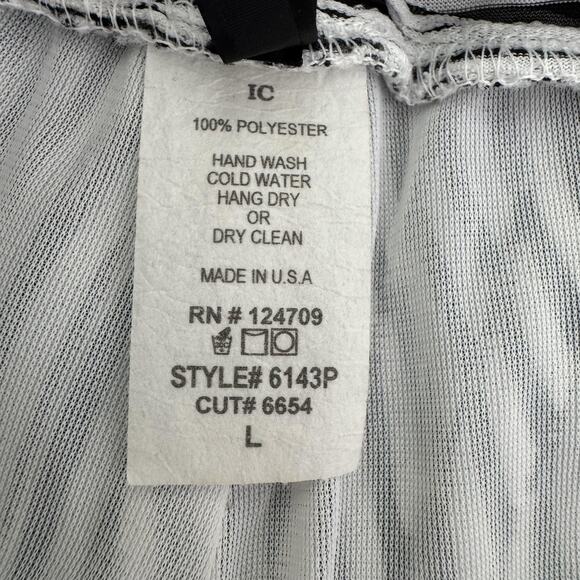 IC
100% POLYESTER
HAND WASH
COLD WATER
HANG DRY
OR
DRY CLEAN
MADE IN U.S.A
RN # 124709
STYLE# 6143P
CUT# 6654
L